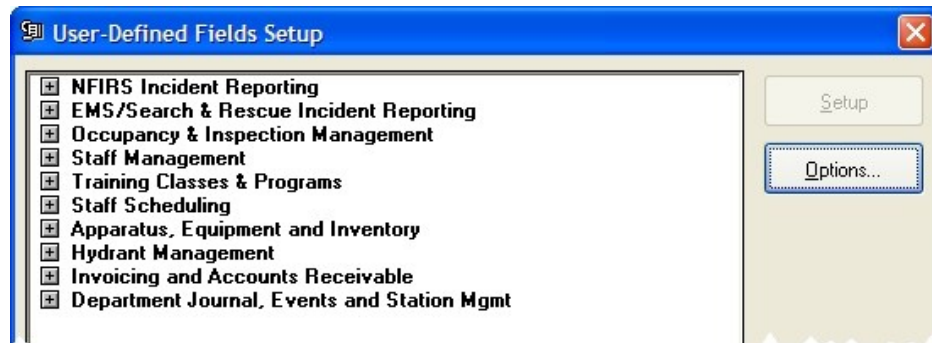 User-Defined Fields Setup
NFIRS Incident Reporting
EMS/Search & Rescue Incident Reporting
Occupancy & Inspection Management
Staff Management
Training Classes & Programs
Staff Scheduling
Apparatus, Equipment and Inventory
Hydrant Management
Invoicing and Accounts Receivable
Department Journal, Events and Station Mgmt
Setup
Options...